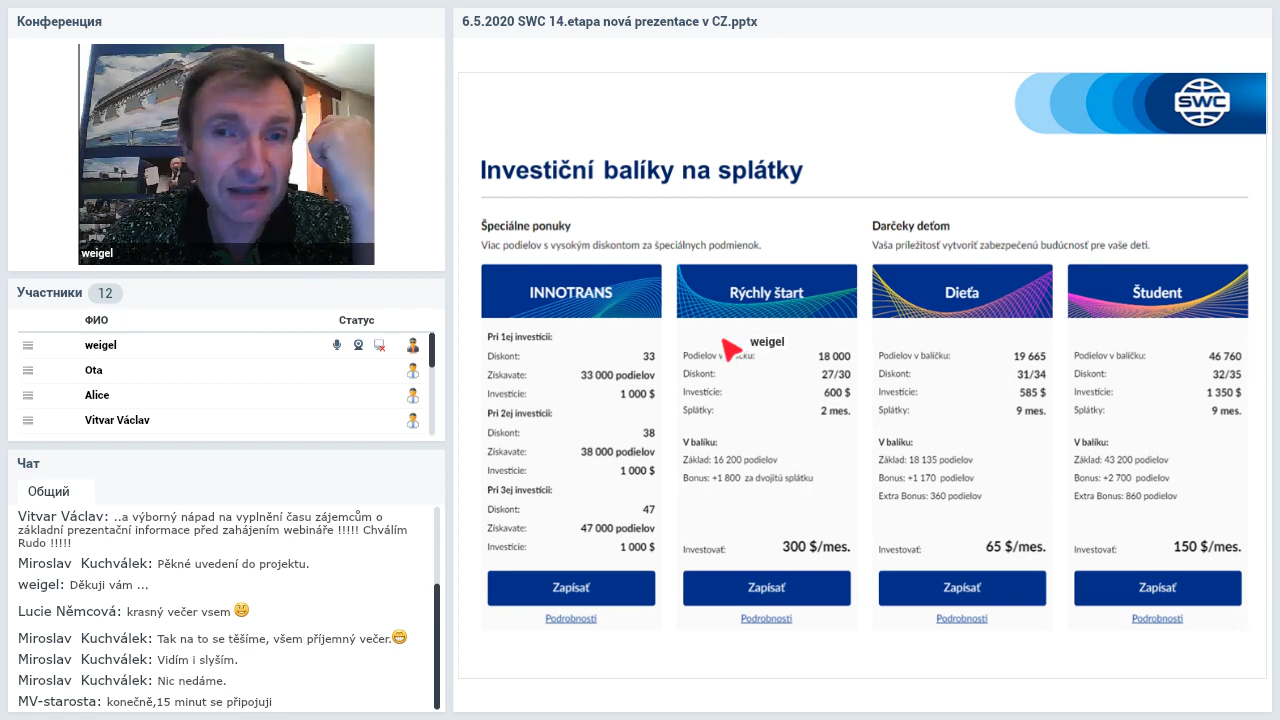 Конференция
weigel
Участники 12
ФИО Статус
weigel
Ota
Alice
Vitvar Václav
Чат
Общий
Vitvar Václav: ..a výborný nápad na vyplnění času zájemcům o
základní prezentační informace před zahájením webináře !!!!! Chválím
Rudo !!!!!
Miroslav Kuchválek: Pěkné uvedení do projektu.
weigel: Děkuji vám ...
Lucie Němcová: krasný večer vsem
Miroslav Kuchválek: Tak na to se těšíme, všem příjemný večer.
Miroslav Kuchválek: Vidím i slyším.
Miroslav Kuchválek: Nic nedáme.
MV-starosta: konečně,15 minut se připojuji
6.5.2020 SWC 14.etapa nová prezentace v CZ.pptx
SWC
Investiční balíky na splátky
Špeciálne ponuky
Viac podielov s vysokým diskontom za špeciálnych podmienok.
Darčeky deťom
Vaša príležitosť vytvoriť zabezpečenú budúcnosť pre vaše deti.
INNOTRANS
Pri 1ej investícii:
Diskont: 33
Získavate: 33 000 podielov
Investície: 1 000 $
Pri 2ej investícii:
Diskont: 38
Získavate: 38 000 podielov
Investície: 1 000 $
Pri 3ej investícii:
Diskont: 47
Získavate: 47 000 podielov
Investície: 1 000 $
Zapísať
Podrobnosti
Rýchly štart
weigel
Podielov v 18 000
Diskont: 27/30
Investície: 600 $
Splátky: 2 mes.
V balíku:
Základ: 16 200 podielov
Bonus: +1 800 za dvojitú splátku
Investovať: 300 $/mes.
Zapísať
Podrobnosti
Dieťa
Podielov v balíčku: 19 665
Diskont: 31/34
Investície: 585 $
Splátky: 9 mes.
V balíku:
Základ: 18 135 podielov
Bonus: +1 170 podielov
Extra Bonus: 360 podielov
Investovať: 65 $/mes.
Zapísať
Podrobnosti
Študent
Podielov v balíčku: 46 760
Diskont: 32/35
Investície: 1 350 $
Splátky: 9 mes.
V balíku:
Základ: 43 200 podielov
Bonus: +2 700 podielov
Extra Bonus: 860 podielov
Investovať: 150 $/mes.
Zapísať
Podrobnosti